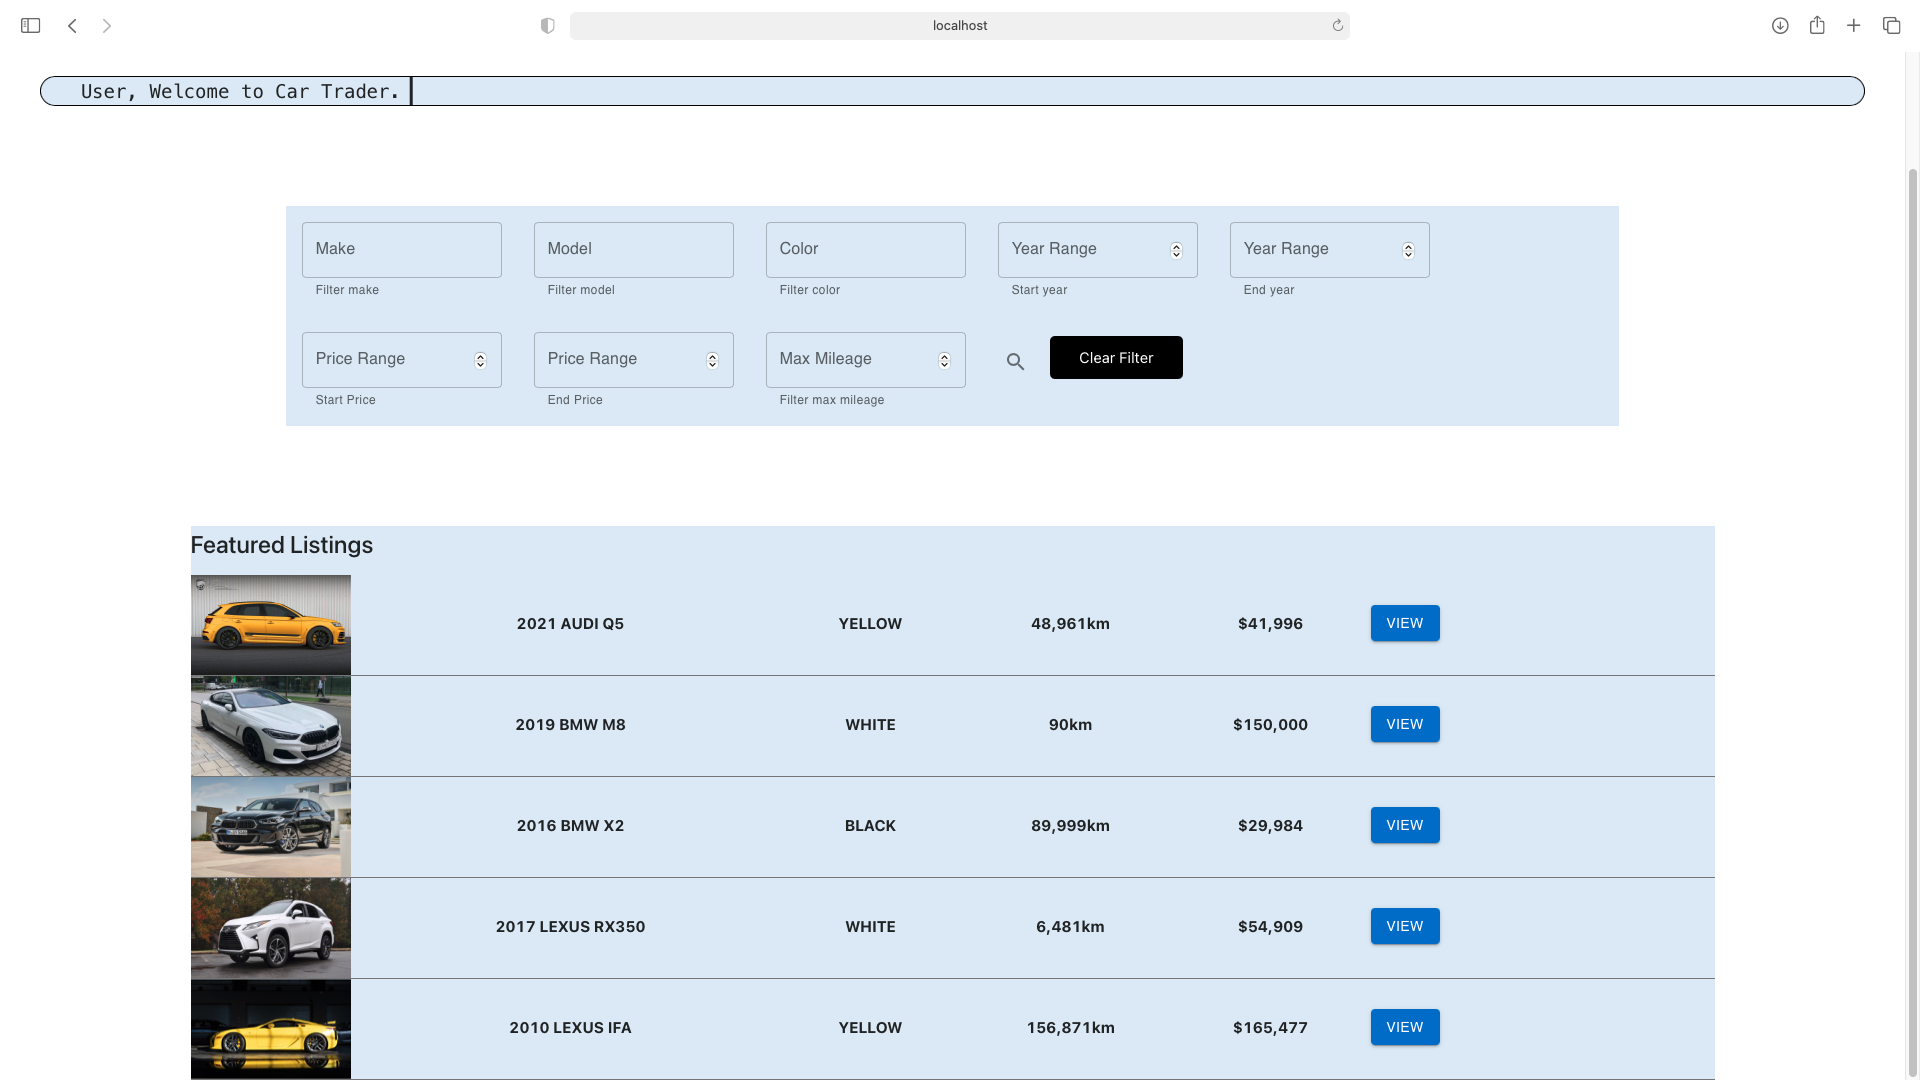 localhost
User, Welcome to Car Trader.
Make Model Color Year Range Year Range
Filter make Filter model Filter color Start year End year
Price Range Price Range Max Mileage Clear Filter
Start Price End Price Filter max mileage
Featured Listings
2021 AUDI Q5 YELLOW 48,961km $41,996 VIEW
2019 BMW M8 WHITE 90km $150,000 VIEW
2016 BMW X2 BLACK 89,999km $29,984 VIEW
2017 LEXUS RX350 WHITE 6,481km $54,909 VIEW
2010 LEXUS IFA YELLOW 156,871km $165,477 VIEW